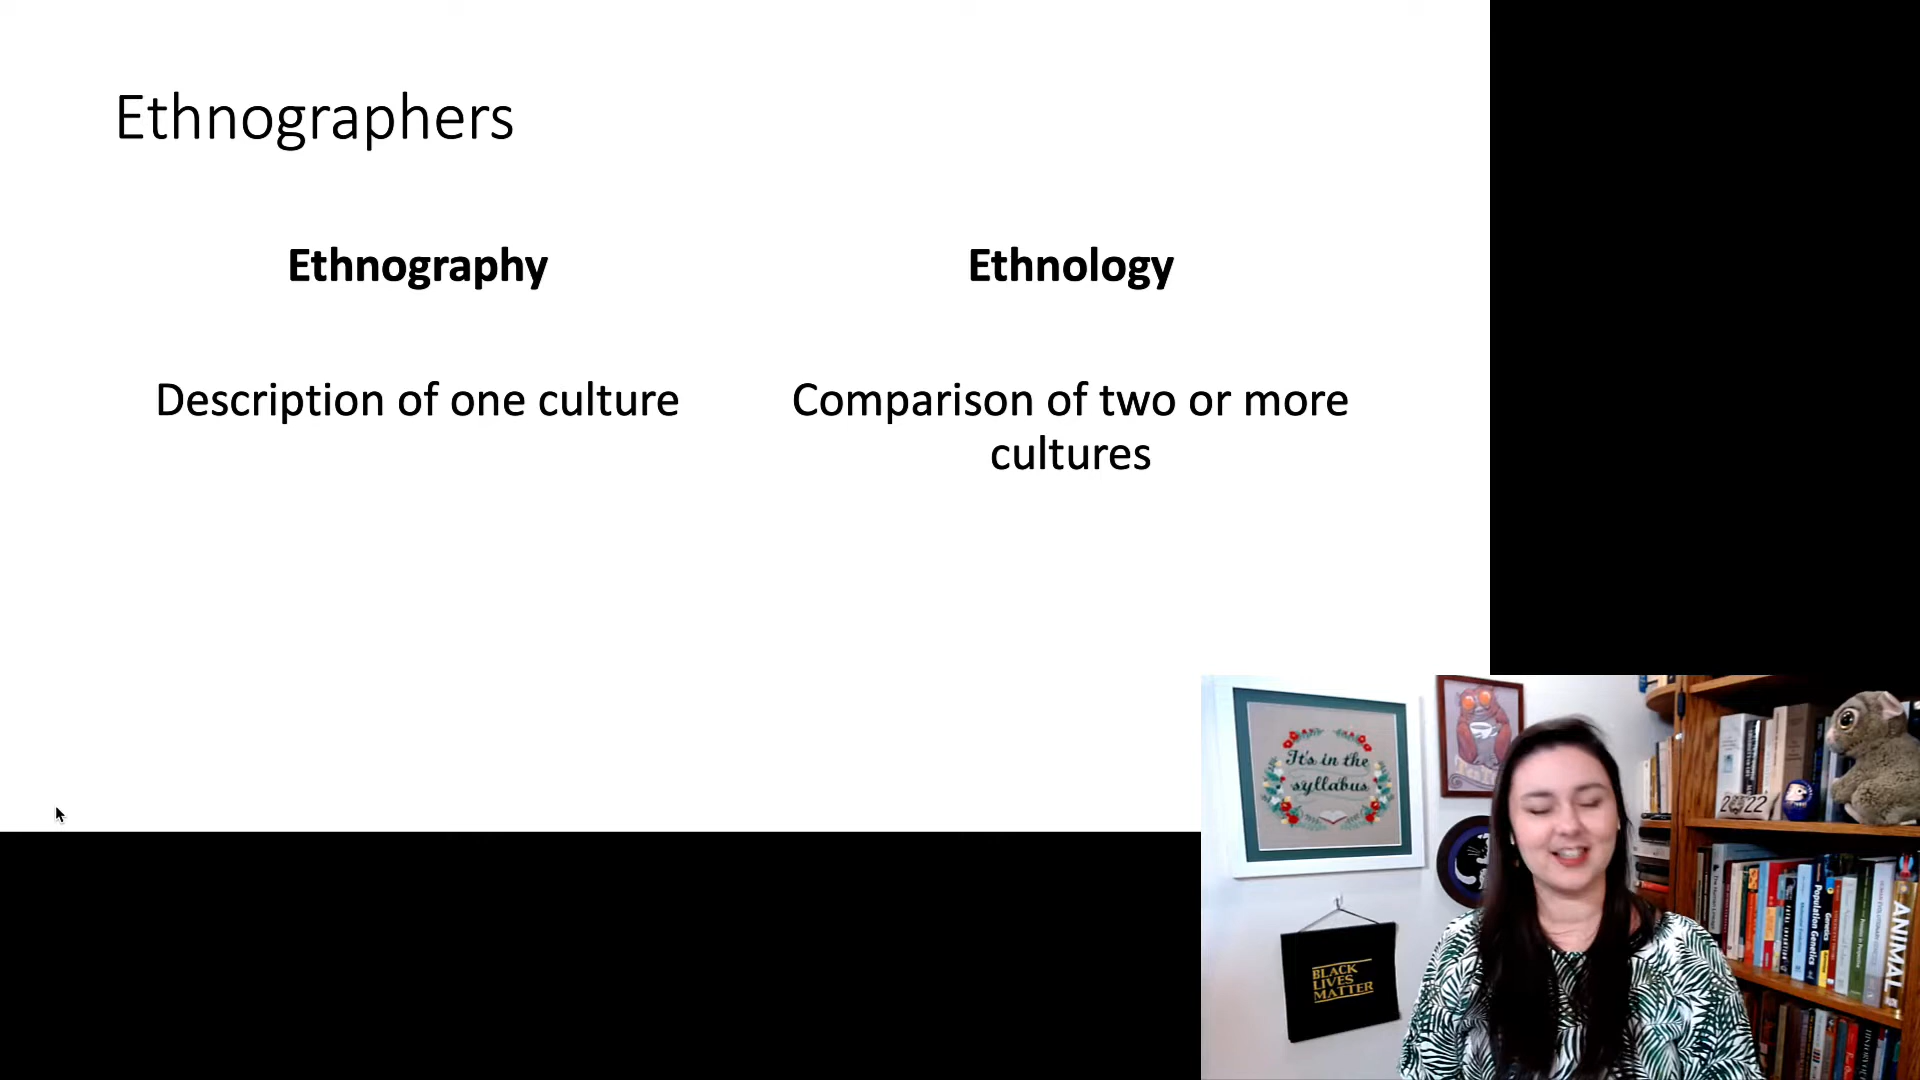 Ethnographers
Ethnography
Ethnology
Description of one culture
Comparison of two or more
cultures
It's in the
syllabus
BLACK
LIVES
MATTER
Population Genetics
ANIMAL